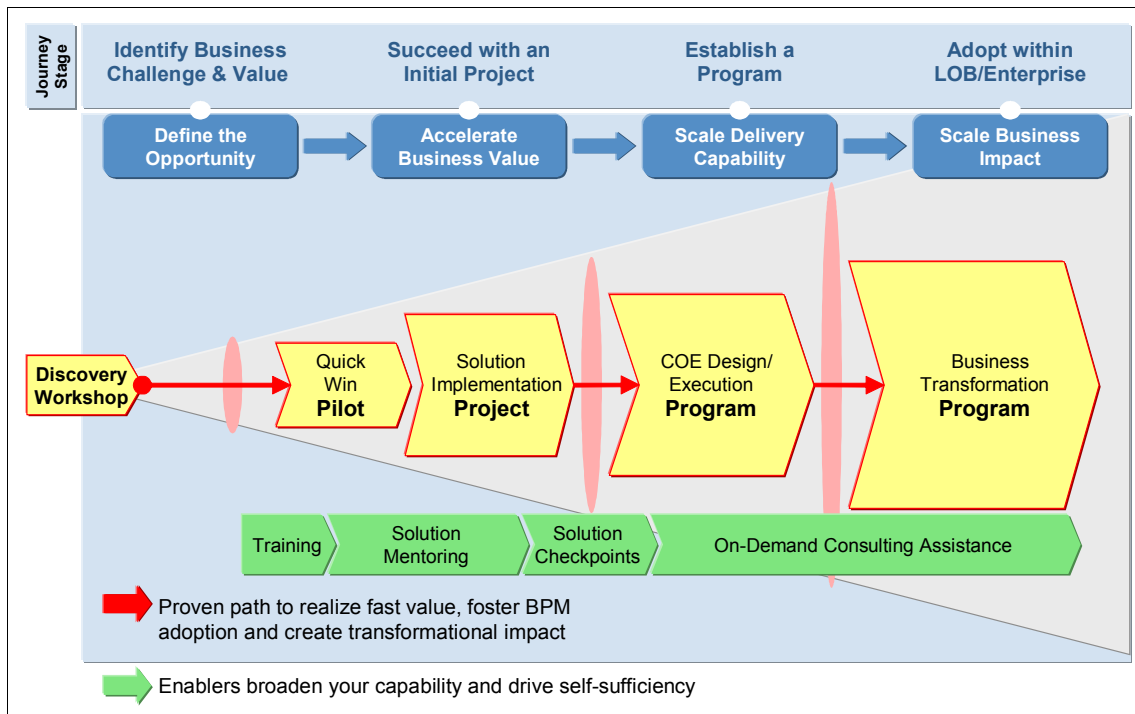 Journey
Stage
Identify Business
Challenge & Value
Succeed with an
Initial Project
Establish a
Program
Adopt within
LOB/Enterprise
Define the
Opportunity
Accelerate
Business Value
Scale Delivery
Capability
Scale Business
Impact
Discovery
Workshop
Quick
Win
Pilot
Solution
Implementation
Project
COE Design/
Execution
Program
Business
Transformation
Program
Training
Solution
Mentoring
Solution
Checkpoints
On-Demand Consulting Assistance
Proven path to realize fast value, foster BPM
adoption and create transformational impact
Enablers broaden your capability and drive self-sufficiency